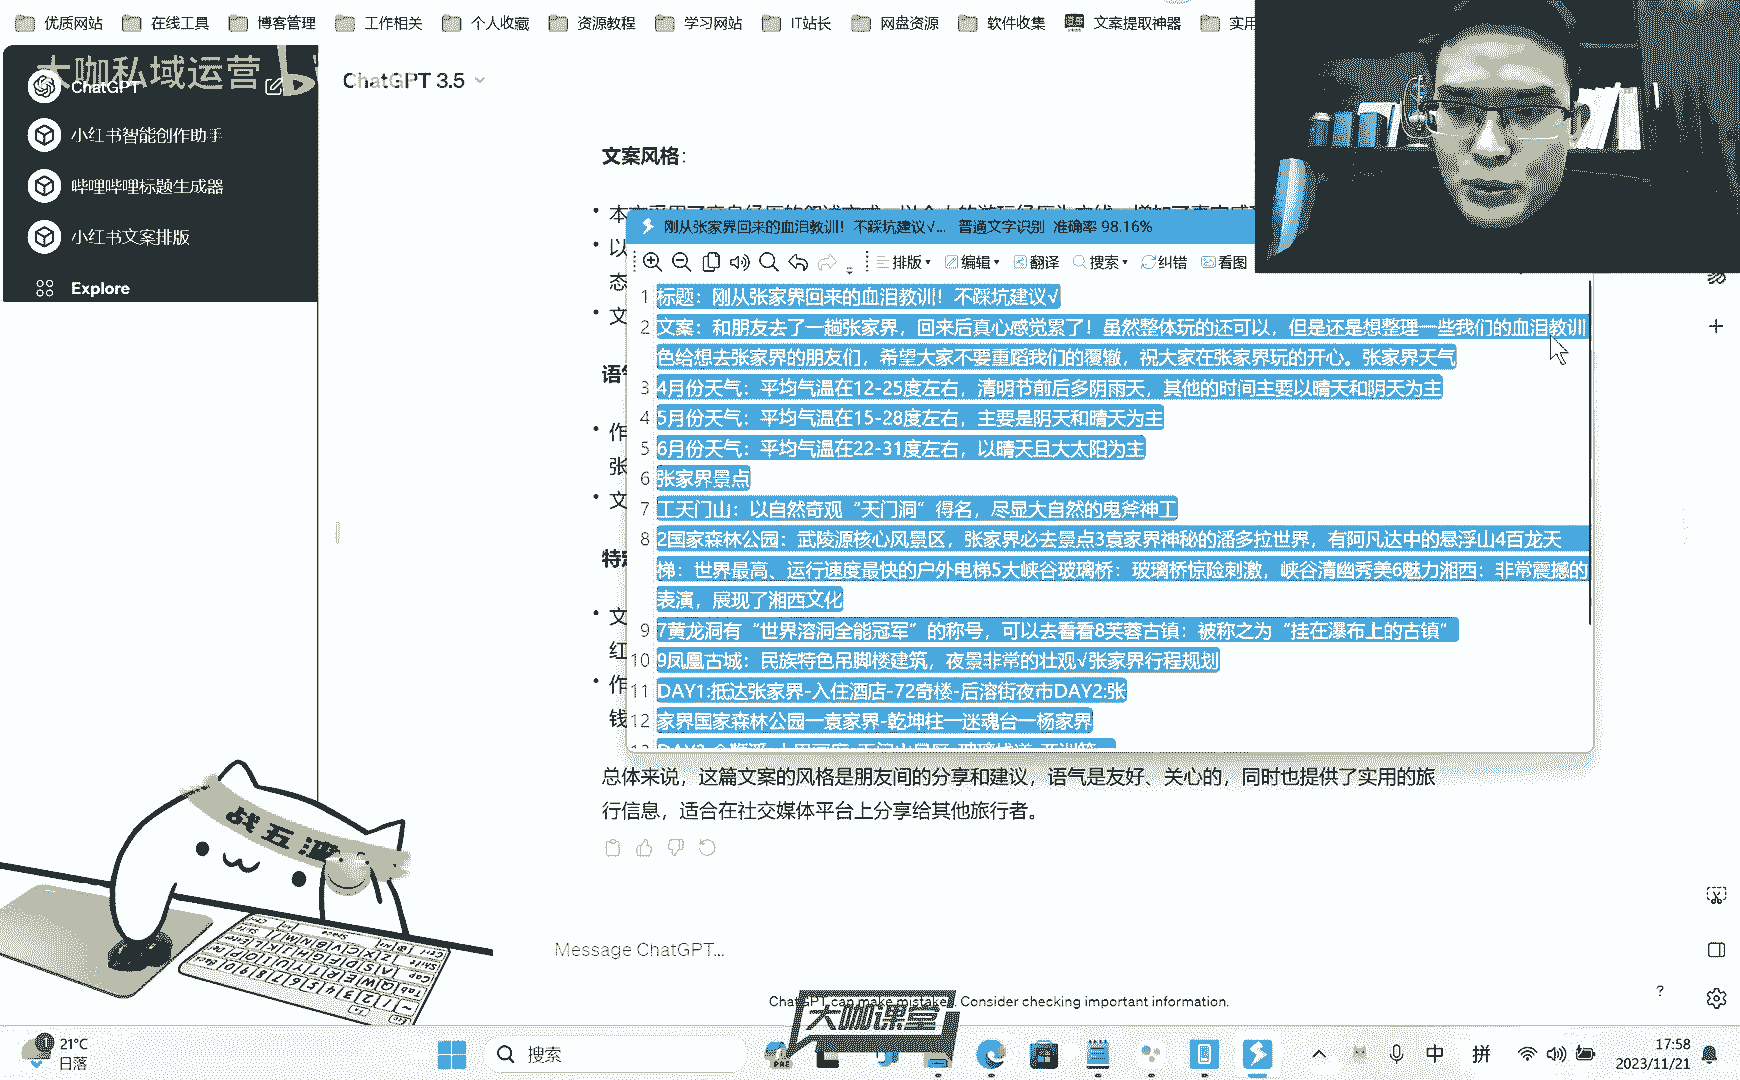 优质网站 在线工具 博客管理 工作相关 个人收藏 资源教程 学习网站 IT站长 网盘资源 软件收集 文案提取神器 实用
大咖私域运营
ChatGPT
小红书智能创作助手
哔哩哔哩标题生成器
小红书文案排版
Explore
ChatGPT 3.5
文案风格：
刚从张家界回来的血泪教训！不踩坑建议√... 普通文字识别 准确率 98.16%
排版 编辑 翻译 搜索 纠错 看图
1 标题：刚从张家界回来的血泪教训！不踩坑建议√
2 文案：和朋友去了一趟张家界，回来后真心感觉累了！虽然整体玩的还可以，但是还是想整理一些我们的血泪教训
色给想去张家界的朋友们，希望大家不要重蹈我们的覆辙，祝大家在张家界玩的开心。张家界天气
3 4月份天气：平均气温在12-25度左右，清明节前后多阴雨天，其他的时间主要以晴天和阴天为主
4 5月份天气：平均气温在15-28度左右，主要是阴天和晴天为主
5 6月份天气：平均气温在22-31度左右，以晴天且大太阳为主
6 张家界景点
7 工天门山：以自然奇观“天门洞”得名，尽显大自然的鬼斧神工
8 2国家森林公园：武陵源核心风景区，张家界必去景点3袁家界神秘的潘多拉世界，有阿凡达中的悬浮山4百龙天
梯：世界最高、运行速度最快的户外电梯5大峡谷玻璃桥：玻璃桥惊险刺激，峡谷清幽秀美6魅力湘西：非常震撼的
表演，展现了湘西文化
9 7黄龙洞有“世界溶洞全能冠军”的称号，可以去看看8芙蓉古镇：被称之为“挂在瀑布上的古镇”
10 9凤凰古城：民族特色吊脚楼建筑，夜景非常的壮观√张家界行程规划
11 DAY1:抵达张家界-入住酒店-72奇楼-后溶街夜市DAY2:张
12 家界国家森林公园一袁家界-乾坤柱一迷魂台一杨家界
以
态
文
语
作
张
文
特
文
红
作
钱
总体来说，这篇文案的风格是朋友间的分享和建议，语气是友好、关心的，同时也提供了实用的旅
行信息，适合在社交媒体平台上分享给其他旅行者。
Message ChatGPT...
ChatGPT can make mistakes. Consider checking important information.
大咖课堂
战五渣
21°C
日落
搜索
中 拼
17:58
2023/11/21